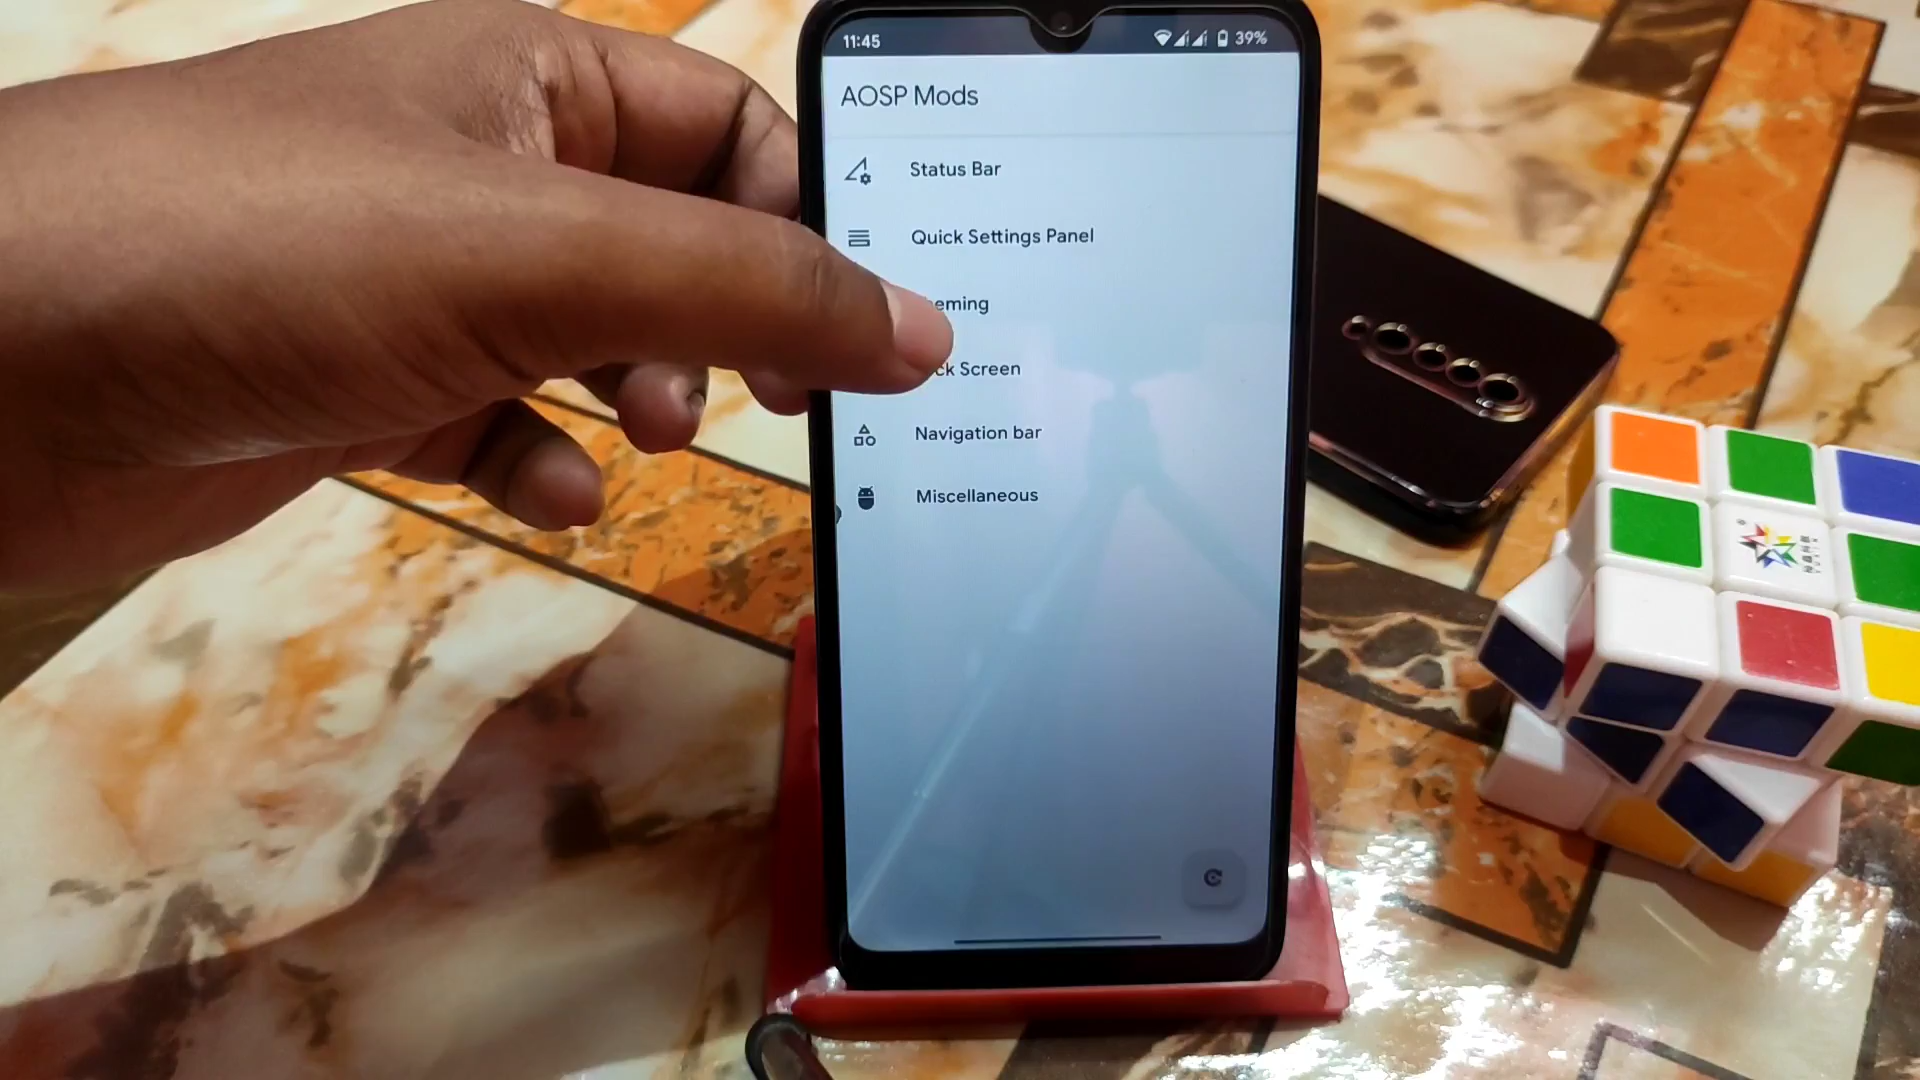 11:45 39%
AOSP Mods
Status Bar
Quick Settings Panel
eming
ck Screen
Navigation bar
Miscellaneous